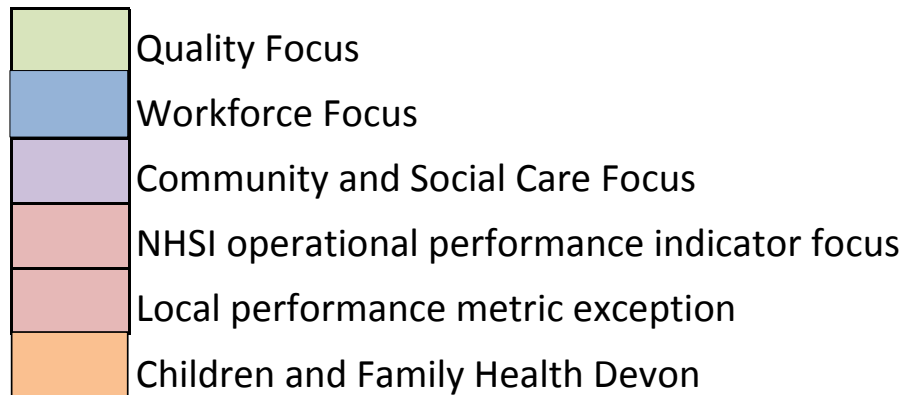 Quality Focus
Workforce Focus
Community and Social Care Focus
NHSI operational performance indicator focus
Local performance metric exception
Children and Family Health Devon